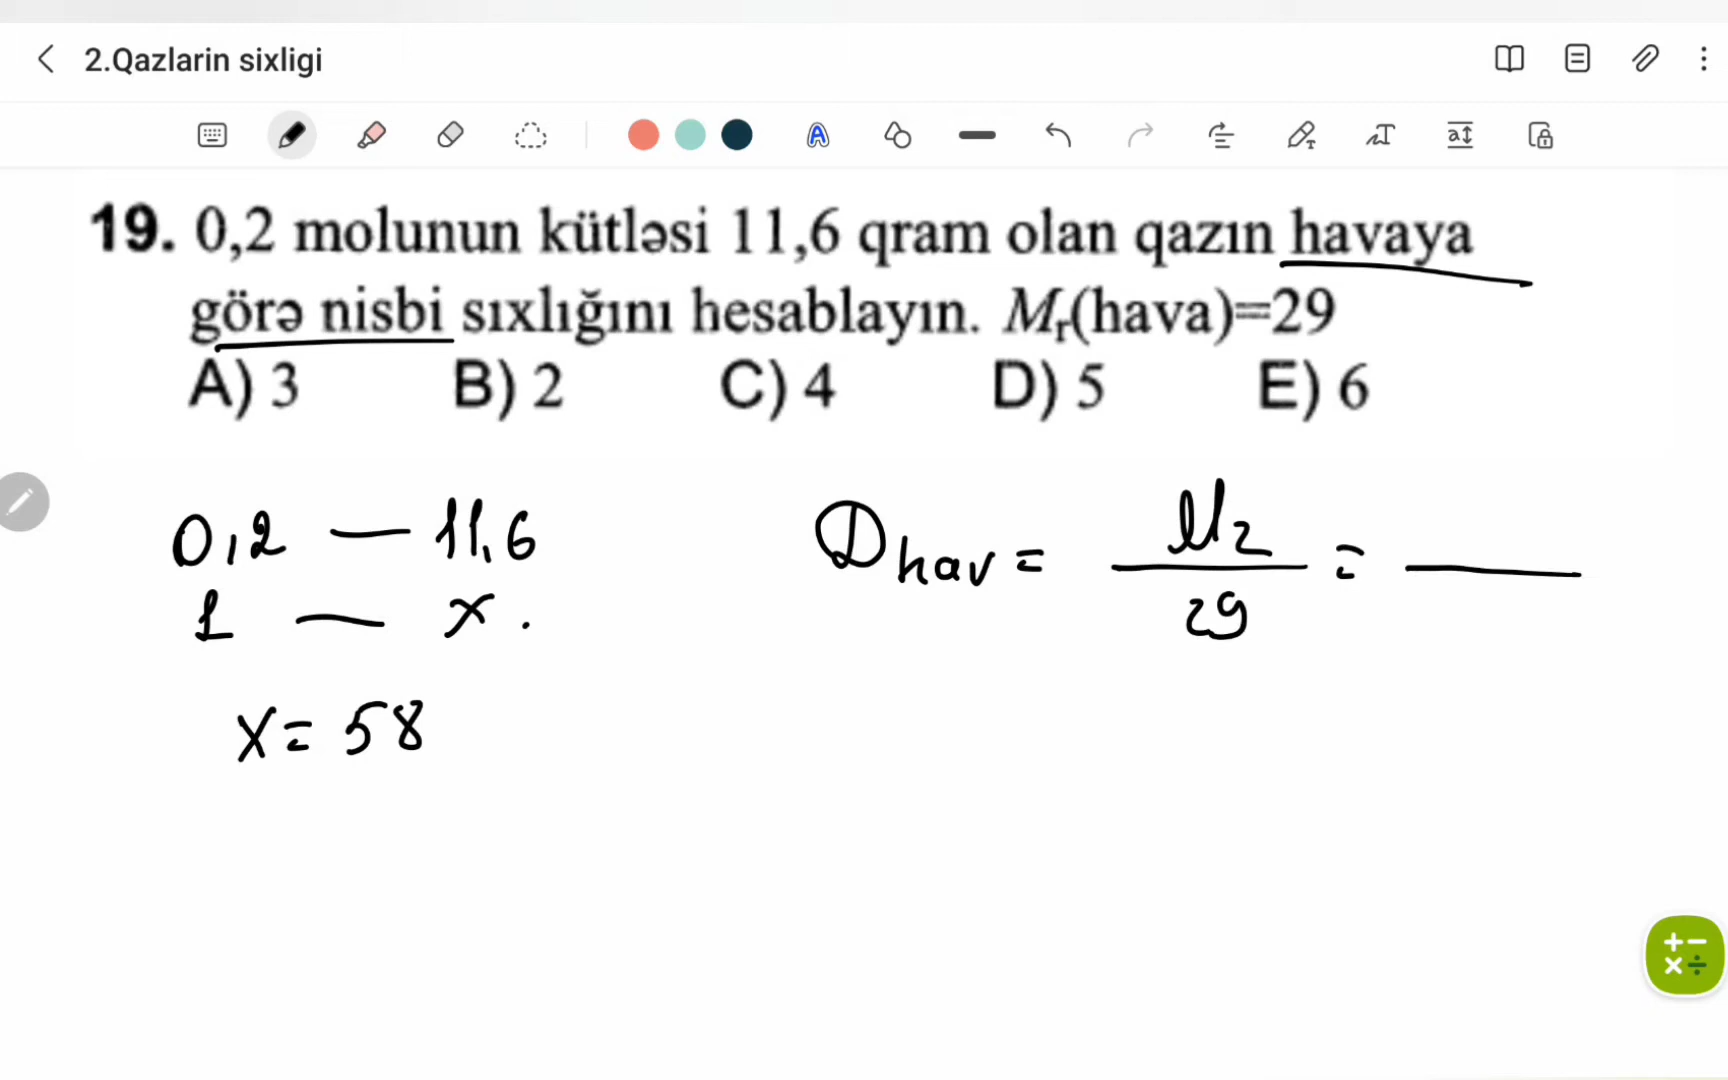 2.Qazlarin sixligi
19. 0,2 molunun kütləsi 11,6 qram olan qazın havaya
görə nisbi sıxlığını hesablayın. Mr(hava)=29
A) 3 B) 2 C) 4 D) 5 E) 6
0,2 — 11,6
1 — x.
x = 58
Dhav = M2/29 =